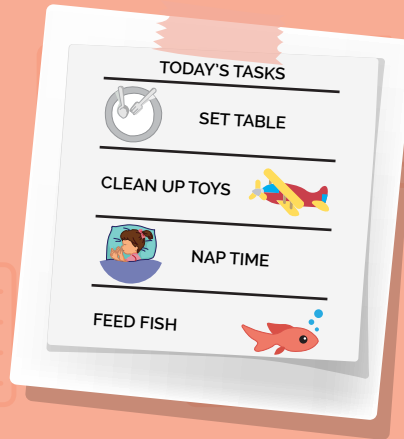 TODAY'S TASKS
SET TABLE
CLEAN UP TOYS
NAP TIME
FEED FISH